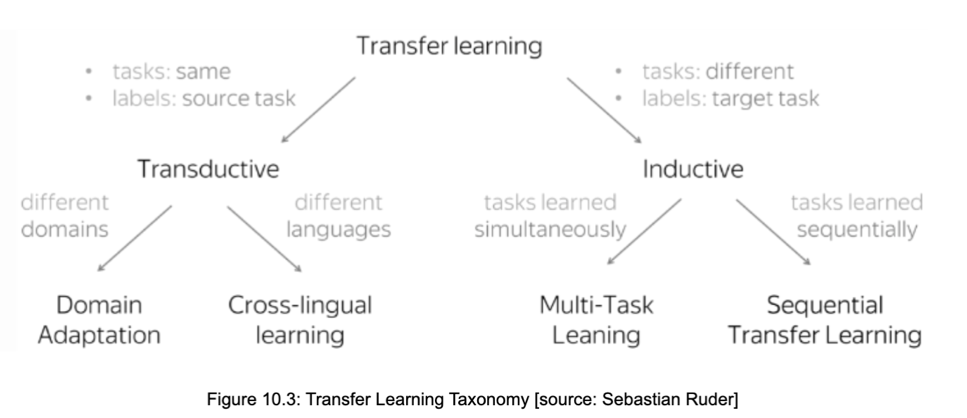 Transfer learning
• tasks: same
• labels: source task
• tasks: different
• labels: target task
Transductive
Inductive
different
domains
different
languages
tasks learned
simultaneously
tasks learned
sequentially
Domain
Adaptation
Cross-lingual
learning
Multi-Task
Leaning
Sequential
Transfer Learning
Figure 10.3: Transfer Learning Taxonomy [source: Sebastian Ruder]